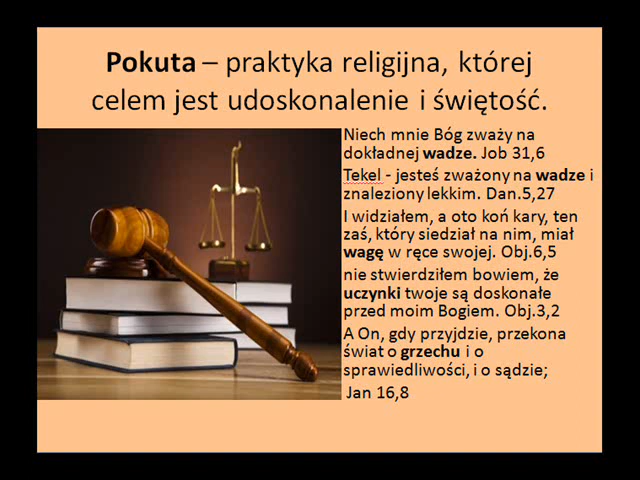 Pokuta – praktyka religijna, której
celem jest udoskonalenie i świętość.
Niech mnie Bóg zważy na
dokładnej wadze. Job 31,6
Tekel - jesteś zważony na wadze i
znaleziony lekkim. Dan.5,27
I widziałem, a oto koń kary, ten
zaś, który siedział na nim, miał
wagę w ręce swojej. Obj.6,5
nie stwierdziłem bowiem, że
uczynki twoje są doskonałe
przed moim Bogiem. Obj.3,2
A On, gdy przyjdzie, przekona
świat o grzechu i o
sprawiedliwości, i o sądzie;
Jan 16,8